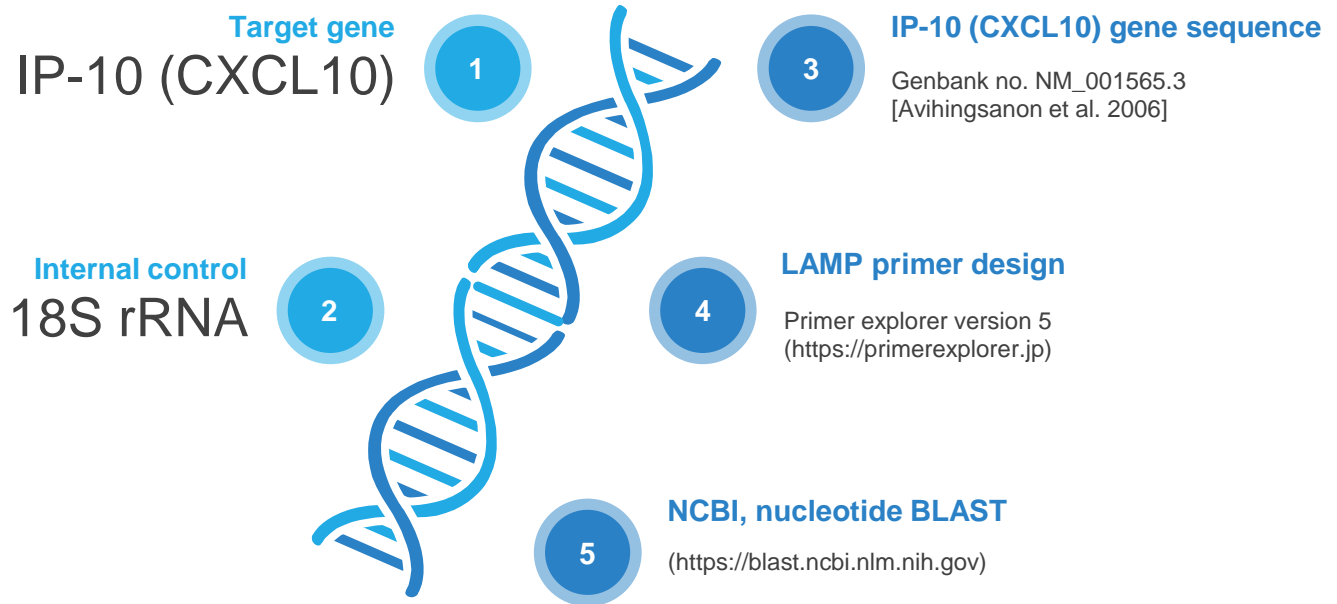 Target gene
IP-10 (CXCL10)
1
Internal control
18S rRNA
2
3
IP-10 (CXCL10) gene sequence
Genbank no. NM_001565.3
[Avihingsanon et al. 2006]
4
LAMP primer design
Primer explorer version 5
(https://primerexplorer.jp)
5
NCBI, nucleotide BLAST
(https://blast.ncbi.nlm.nih.gov)